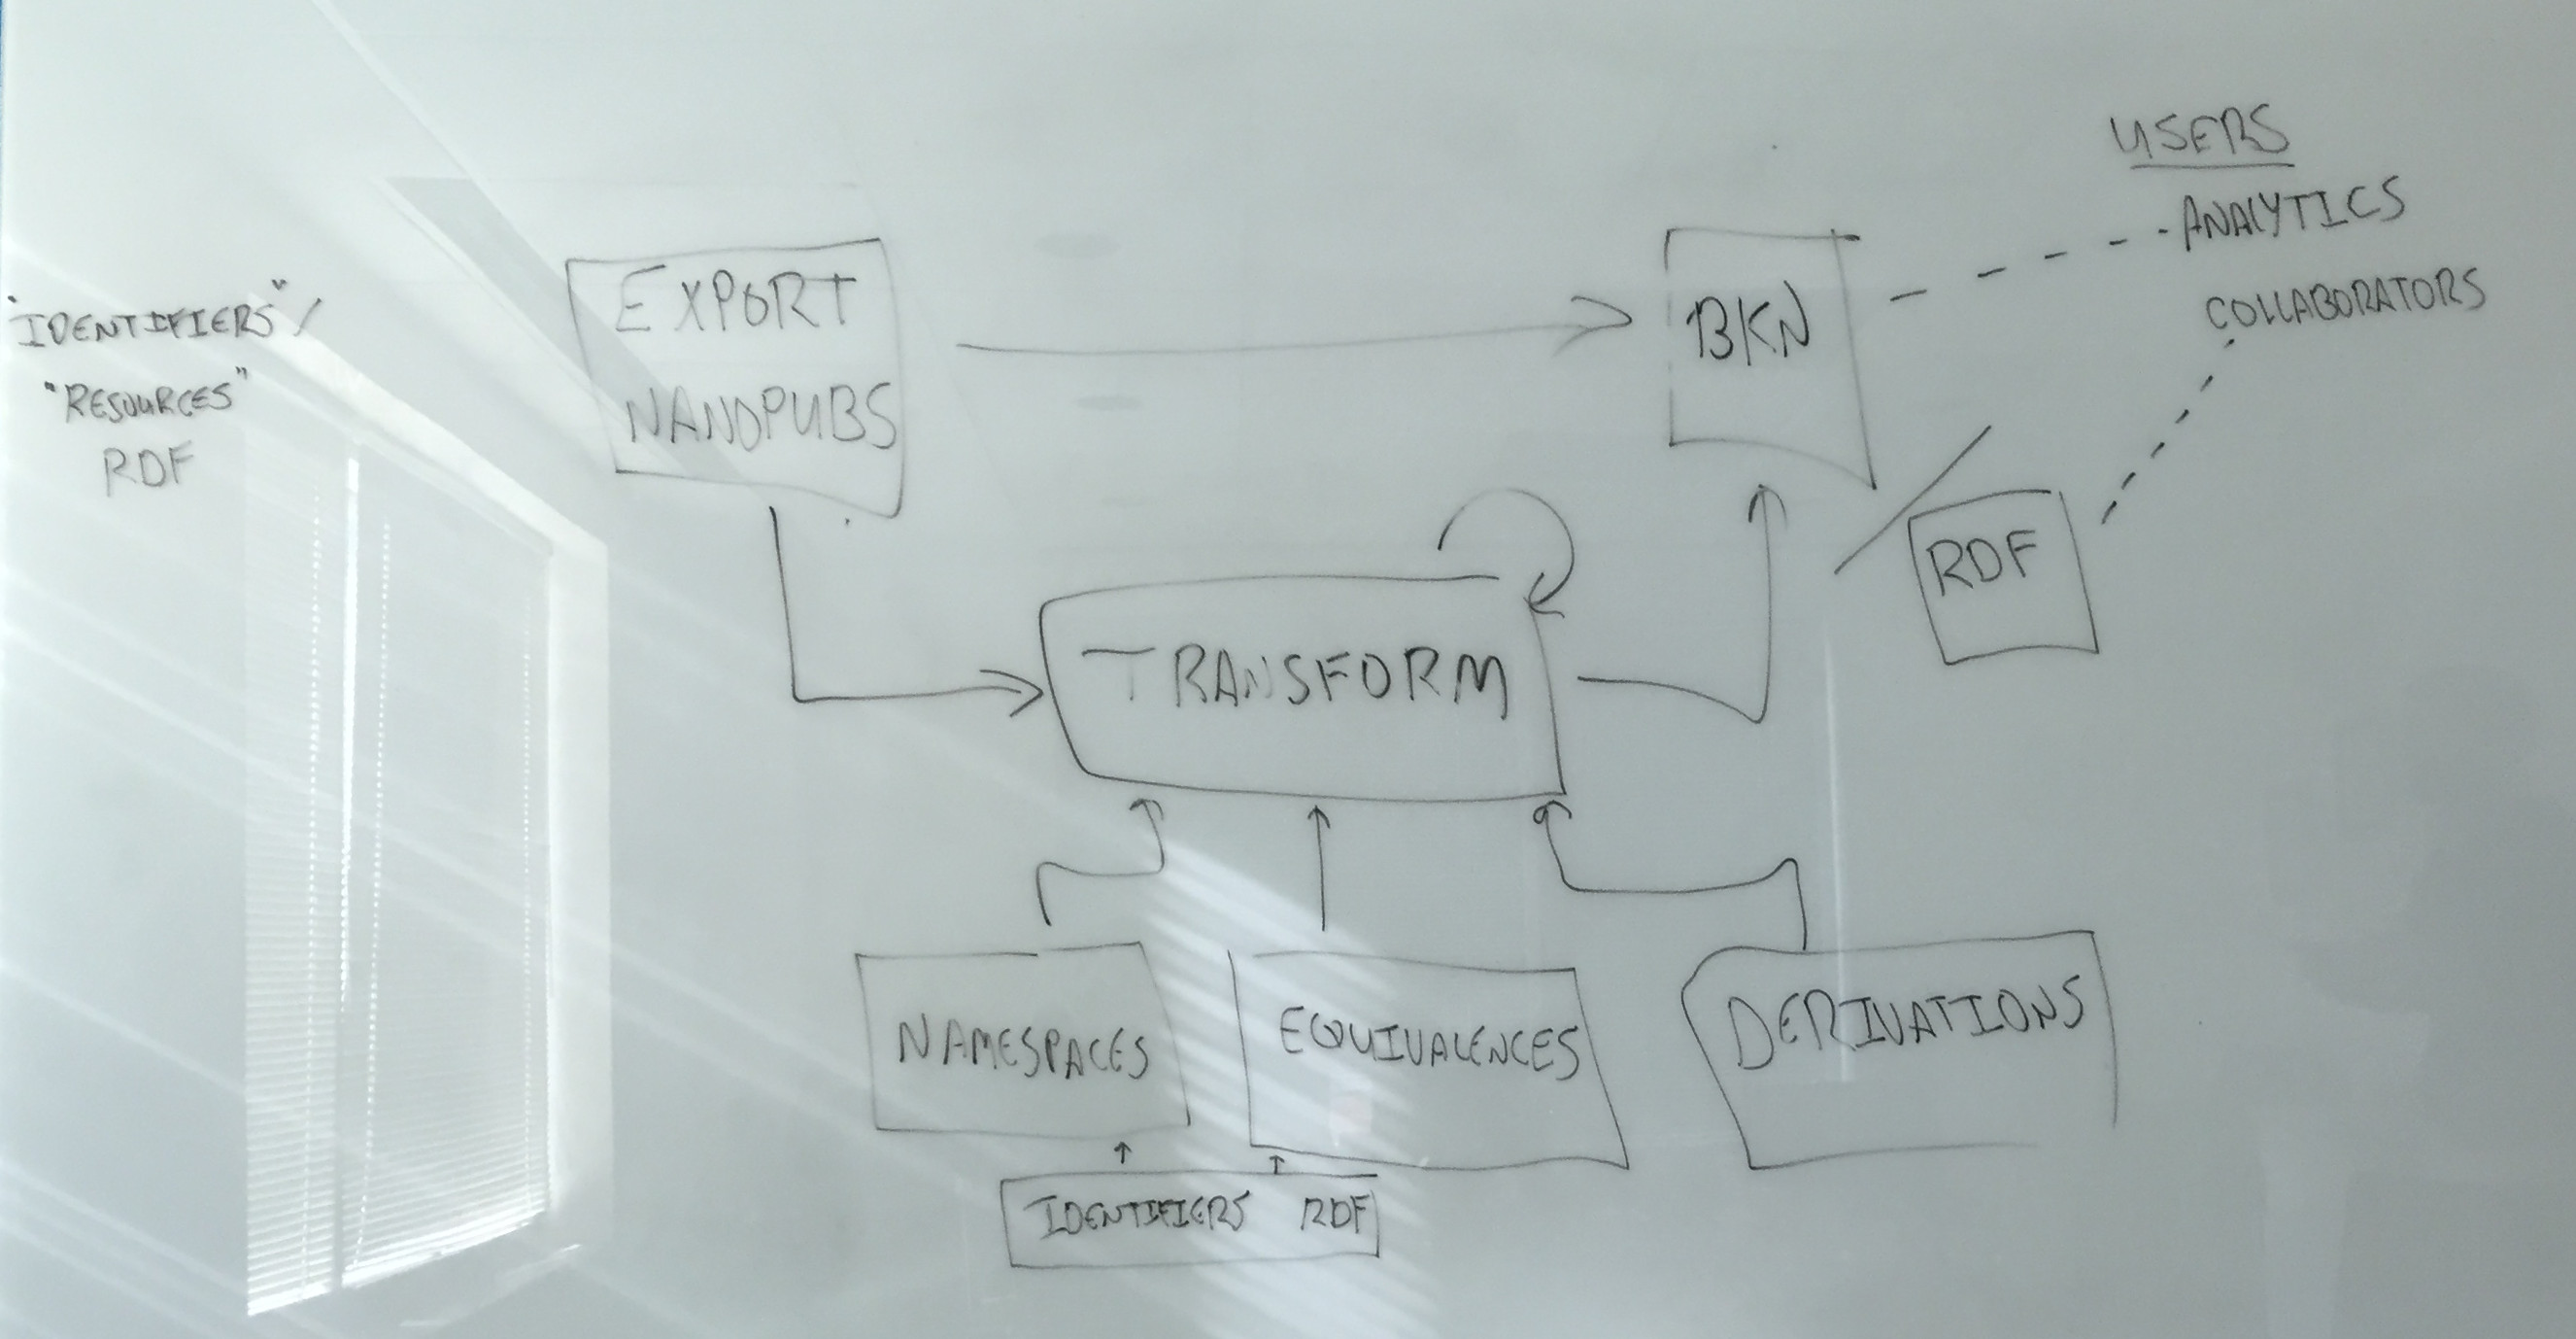 USERS
- ANALYTICS
COLLABORATORS
"IDENTIFIERS" /
"RESOURCES"
RDF
EXPORT
NANOPUBS
BKN
RDF
TRANSFORM
NAMESPACES
EQUIVALENCES
DERIVATIONS
IDENTIFIERS RDF